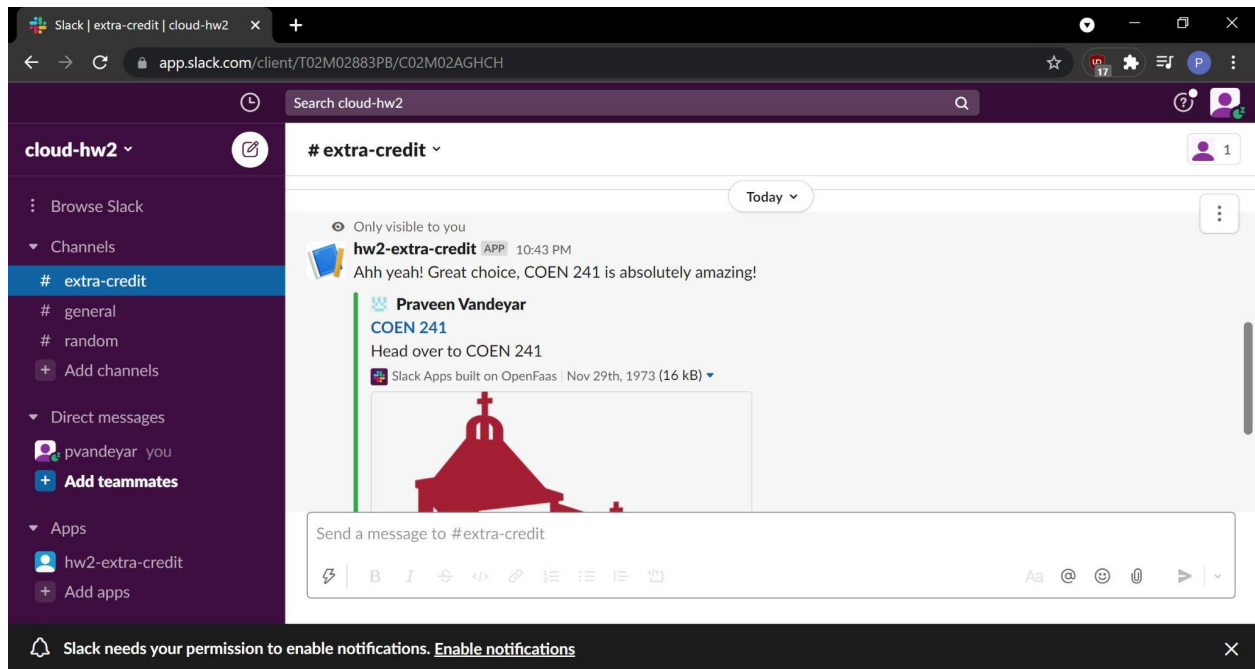 Slack | extra-credit | cloud-hw2
app.slack.com/client/T02M02883PB/C02M02AGHCH
17
P
Search cloud-hw2
cloud-hw2
# extra-credit
1
Browse Slack
Channels
# extra-credit
# general
# random
+ Add channels
Direct messages
pvandeyar you
+ Add teammates
Apps
hw2-extra-credit
+ Add apps
Today
Only visible to you
hw2-extra-credit APP 10:43 PM
Ahh yeah! Great choice, COEN 241 is absolutely amazing!
Praveen Vandeyar
COEN 241
Head over to COEN 241
Slack Apps built on OpenFaas | Nov 29th, 1973 (16 kB)
Send a message to #extra-credit
B I S </> Aa @
Slack needs your permission to enable notifications. Enable notifications